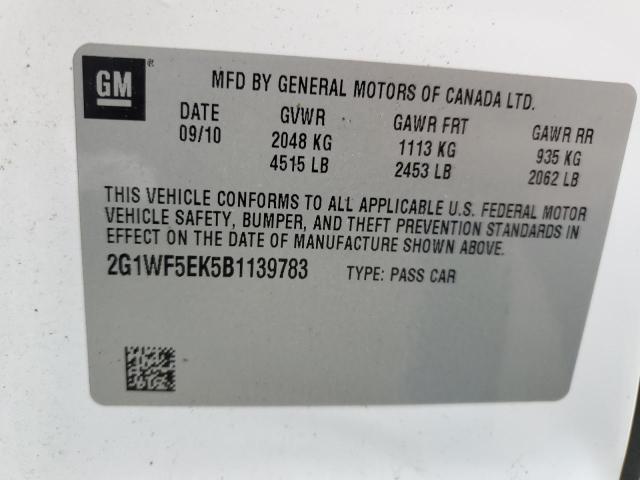 GM®
MFD BY GENERAL MOTORS OF CANADA LTD.
DATE GVWR GAWR FRT GAWR RR
09/10 2048 KG 1113 KG 935 KG
4515 LB 2453 LB 2062 LB
THIS VEHICLE CONFORMS TO ALL APPLICABLE U.S. FEDERAL MOTOR
VEHICLE SAFETY, BUMPER, AND THEFT PREVENTION STANDARDS IN
EFFECT ON THE DATE OF MANUFACTURE SHOWN ABOVE.
2G1WF5EK5B1139783 TYPE: PASS CAR